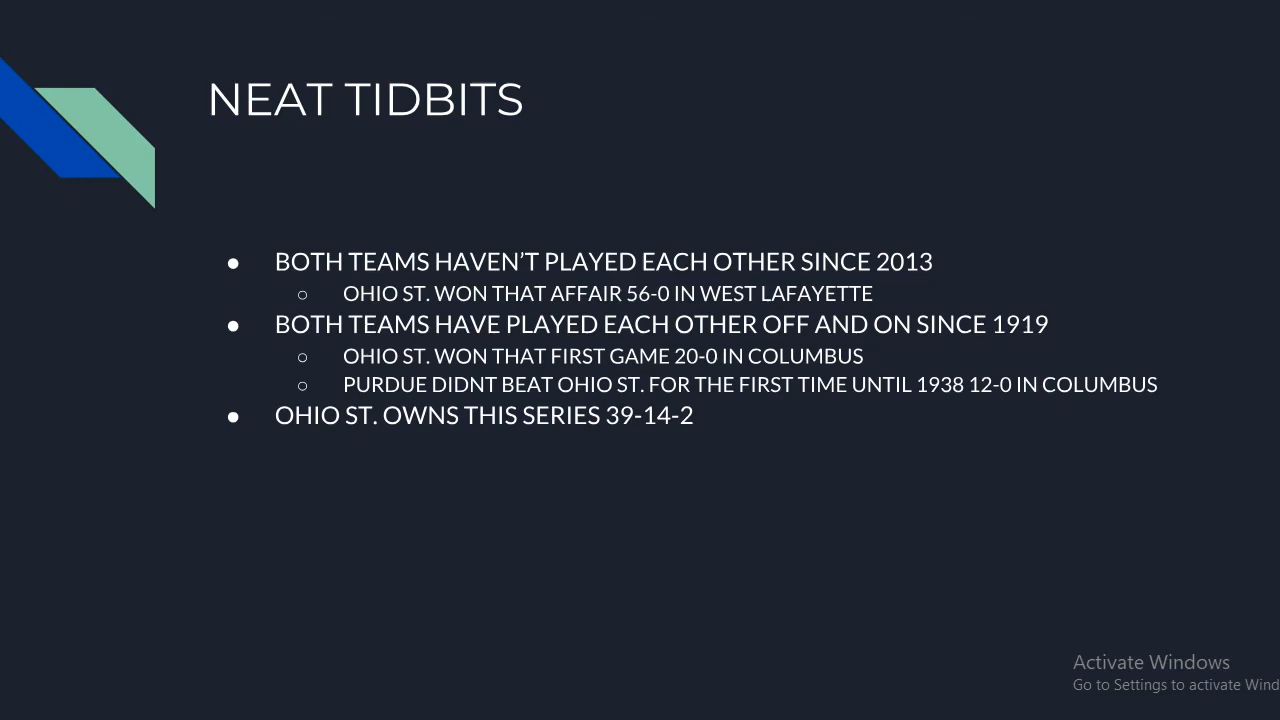 NEAT TIDBITS
● BOTH TEAMS HAVEN’T PLAYED EACH OTHER SINCE 2013
○ OHIO ST. WON THAT AFFAIR 56-0 IN WEST LAFAYETTE
● BOTH TEAMS HAVE PLAYED EACH OTHER OFF AND ON SINCE 1919
○ OHIO ST. WON THAT FIRST GAME 20-0 IN COLUMBUS
○ PURDUE DIDNT BEAT OHIO ST. FOR THE FIRST TIME UNTIL 1938 12-0 IN COLUMBUS
● OHIO ST. OWNS THIS SERIES 39-14-2
Activate Windows
Go to Settings to activate Wind